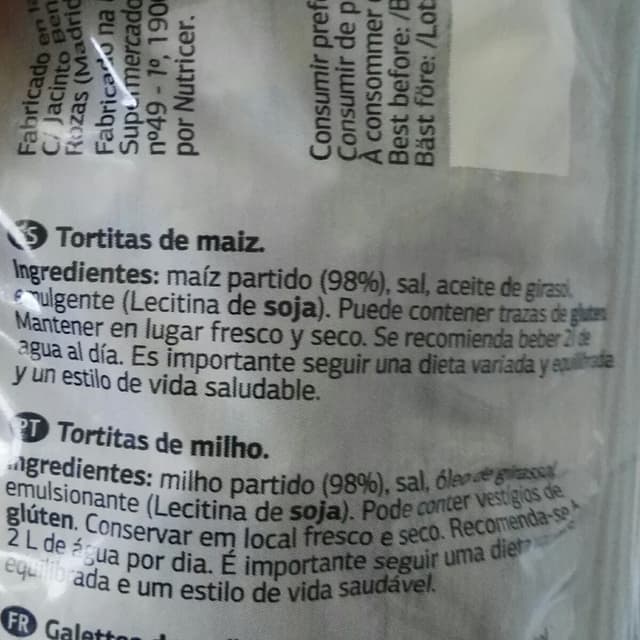 Fabricado en
C/ Jacinto Ben
Rozas (Madrid
Fabricado na
Supermercado
nº49 - 1º, 190
por Nutricer.
Consumir pref
Consumir de p
À consommer
Best before: /B
Bäst före: /Lot
ES Tortitas de maiz.
Ingredientes: maíz partido (98%), sal, aceite de girasol,
emulgente (Lecitina de soja). Puede contener trazas de gluten.
Mantener en lugar fresco y seco. Se recomienda beber 2l de
agua al día. Es importante seguir una dieta variada y equilibrada
y un estilo de vida saludable.
PT Tortitas de milho.
Ingredientes: milho partido (98%), sal, óleo de girassol,
emulsionante (Lecitina de soja). Pode conter vestígios de
glúten. Conservar em local fresco e seco. Recomenda-se
2 L de água por dia. É importante seguir uma dieta
equilibrada e um estilo de vida saudável.
FR Galettes